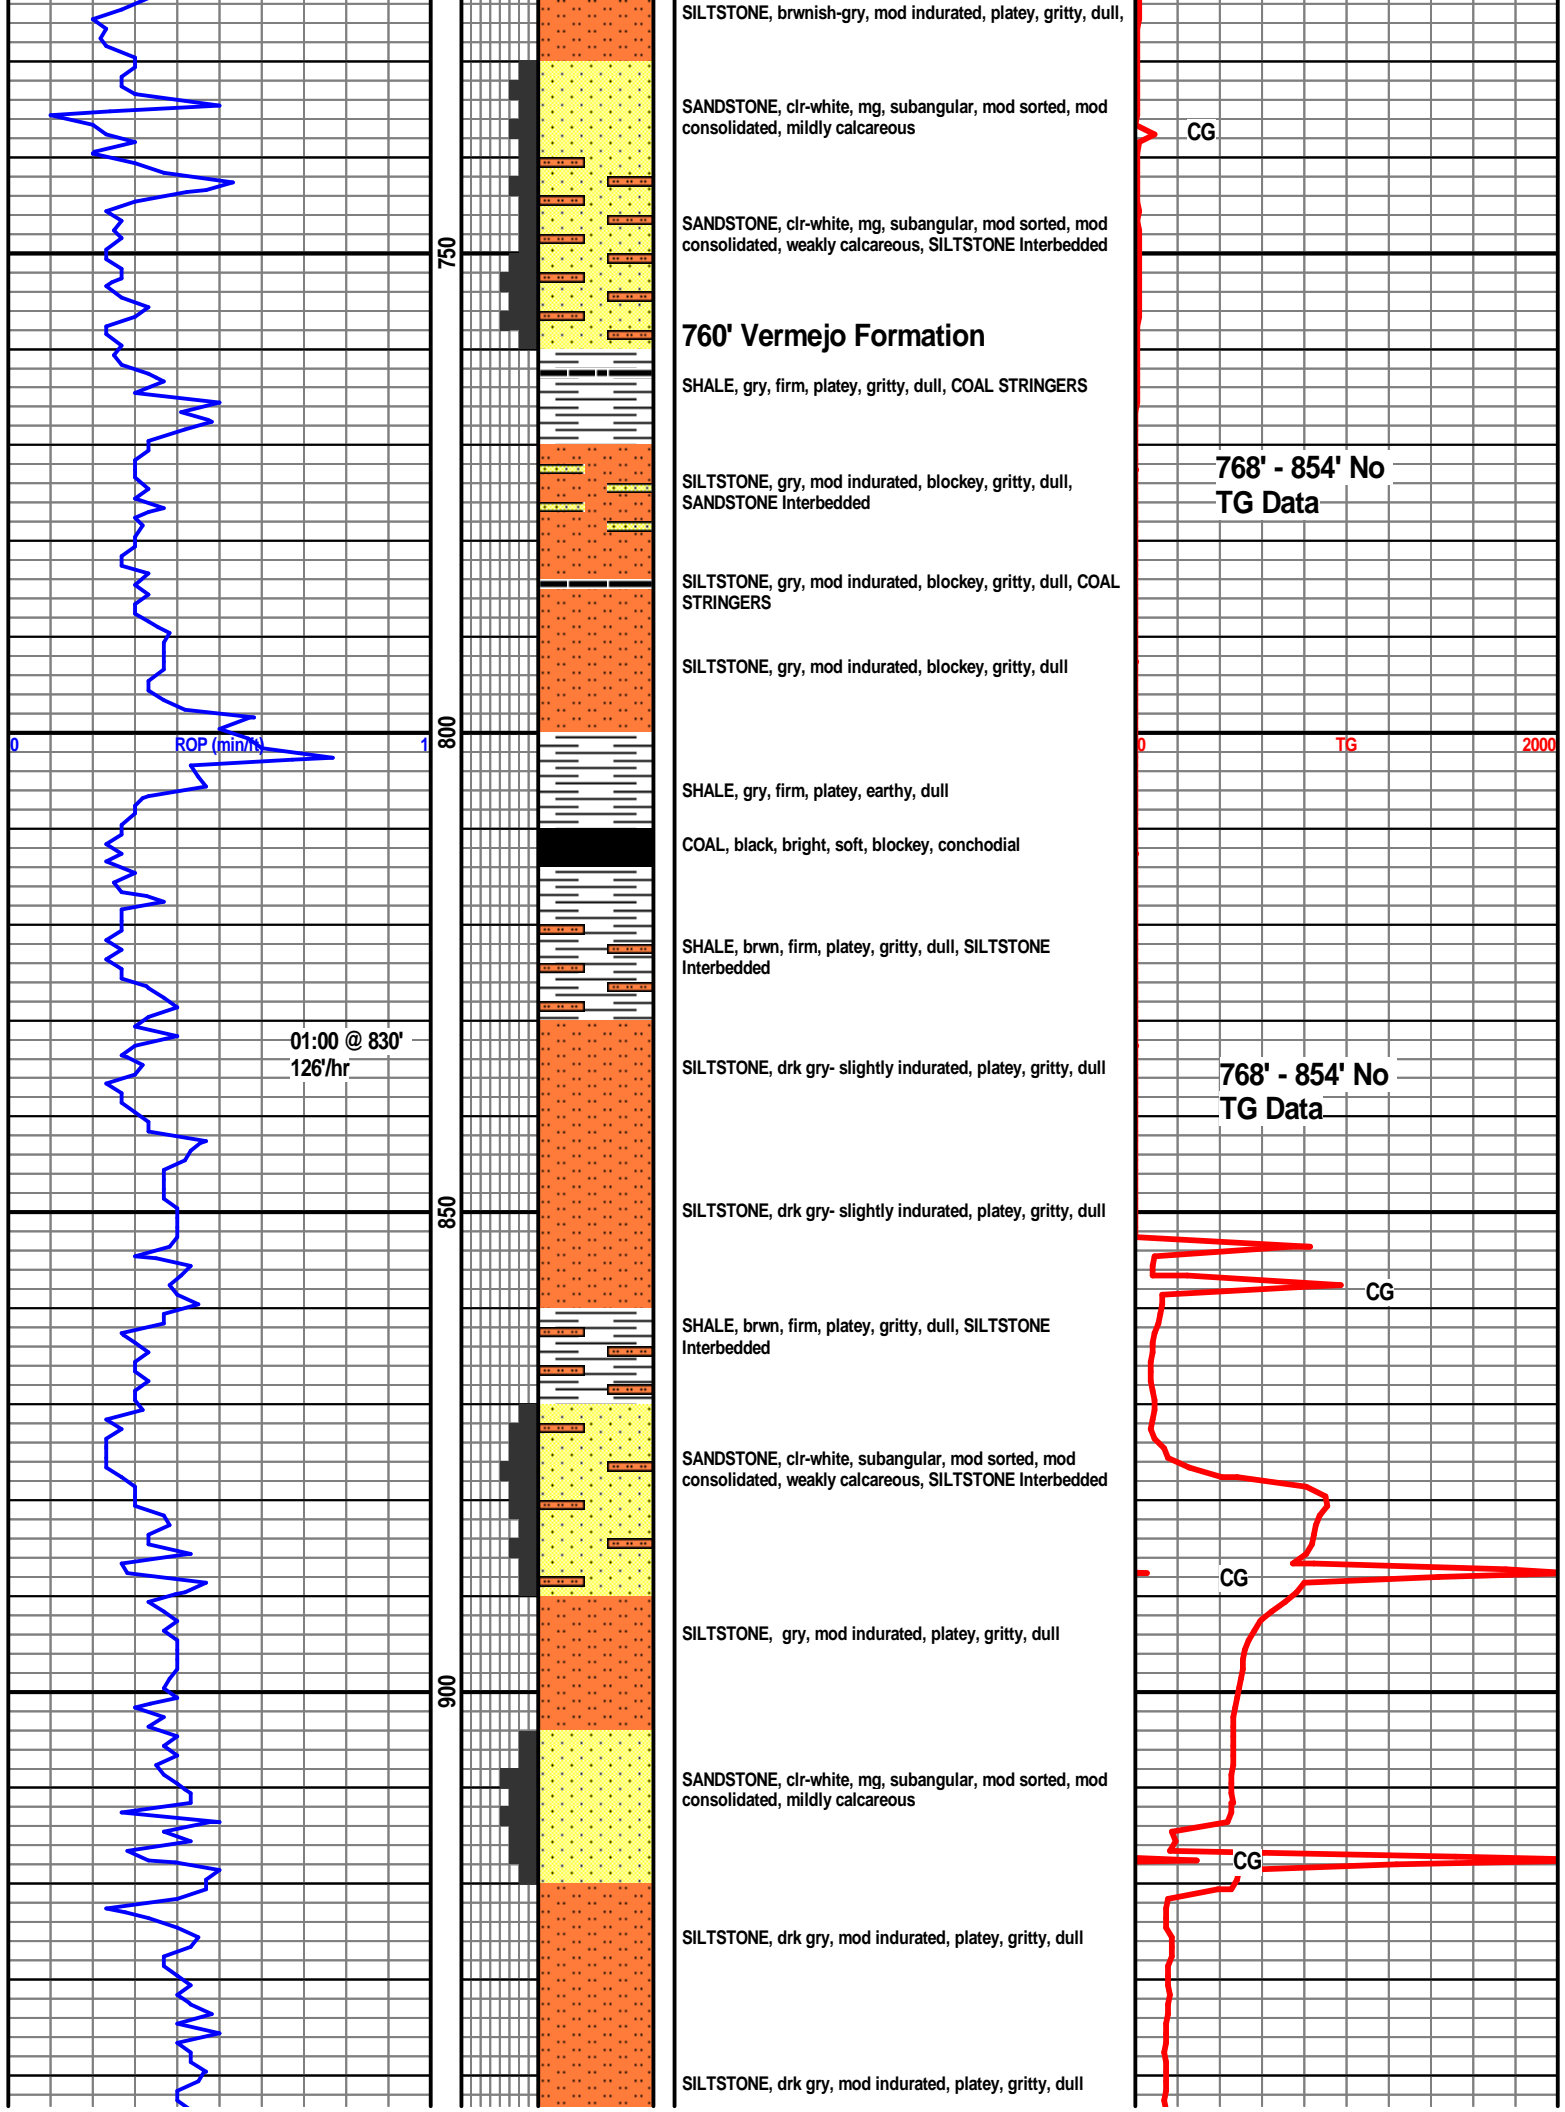 SILTSTONE, brwnish-gry, mod indurated, platey, gritty, dull,
SANDSTONE, clr-white, mg, subangular, mod sorted, mod
consolidated, mildly calcareous
CG
SANDSTONE, clr-white, mg, subangular, mod sorted, mod
consolidated, weakly calcareous, SILTSTONE Interbedded
750
760' Vermejo Formation
SHALE, gry, firm, platey, gritty, dull, COAL STRINGERS
768' - 854' No
TG Data
SILTSTONE, gry, mod indurated, blockey, gritty, dull,
SANDSTONE Interbedded
SILTSTONE, gry, mod indurated, blockey, gritty, dull, COAL
STRINGERS
SILTSTONE, gry, mod indurated, blockey, gritty, dull
800
0 ROP (min/ft) 1
0 TG 2000
SHALE, gry, firm, platey, earthy, dull
COAL, black, bright, soft, blockey, conchodial
SHALE, brwn, firm, platey, gritty, dull, SILTSTONE
Interbedded
01:00 @ 830'
126'/hr
SILTSTONE, drk gry- slightly indurated, platey, gritty, dull
768' - 854' No
TG Data
850
SILTSTONE, drk gry- slightly indurated, platey, gritty, dull
CG
SHALE, brwn, firm, platey, gritty, dull, SILTSTONE
Interbedded
SANDSTONE, clr-white, subangular, mod sorted, mod
consolidated, weakly calcareous, SILTSTONE Interbedded
CG
SILTSTONE, gry, mod indurated, platey, gritty, dull
900
SANDSTONE, clr-white, mg, subangular, mod sorted, mod
consolidated, mildly calcareous
CG
SILTSTONE, drk gry, mod indurated, platey, gritty, dull
SILTSTONE, drk gry, mod indurated, platey, gritty, dull